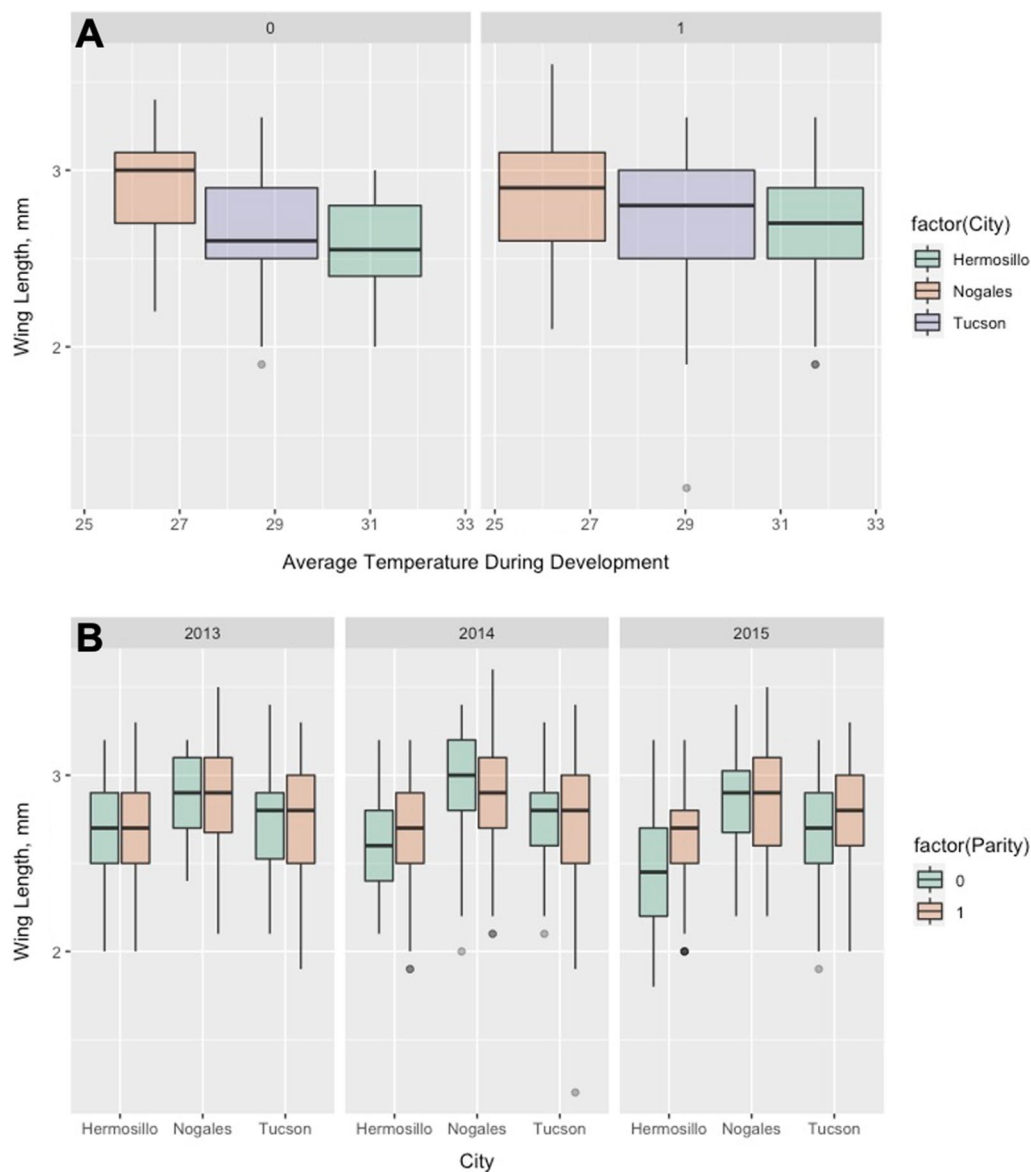 A
0
1
3
2
Wing Length, mm
25 27 29 31 33 25 27 29 31 33
Average Temperature During Development
factor(City)
Hermosillo
Nogales
Tucson
B
2013
2014
2015
3
2
Wing Length, mm
Hermosillo Nogales Tucson Hermosillo Nogales Tucson Hermosillo Nogales Tucson
City
factor(Parity)
0
1